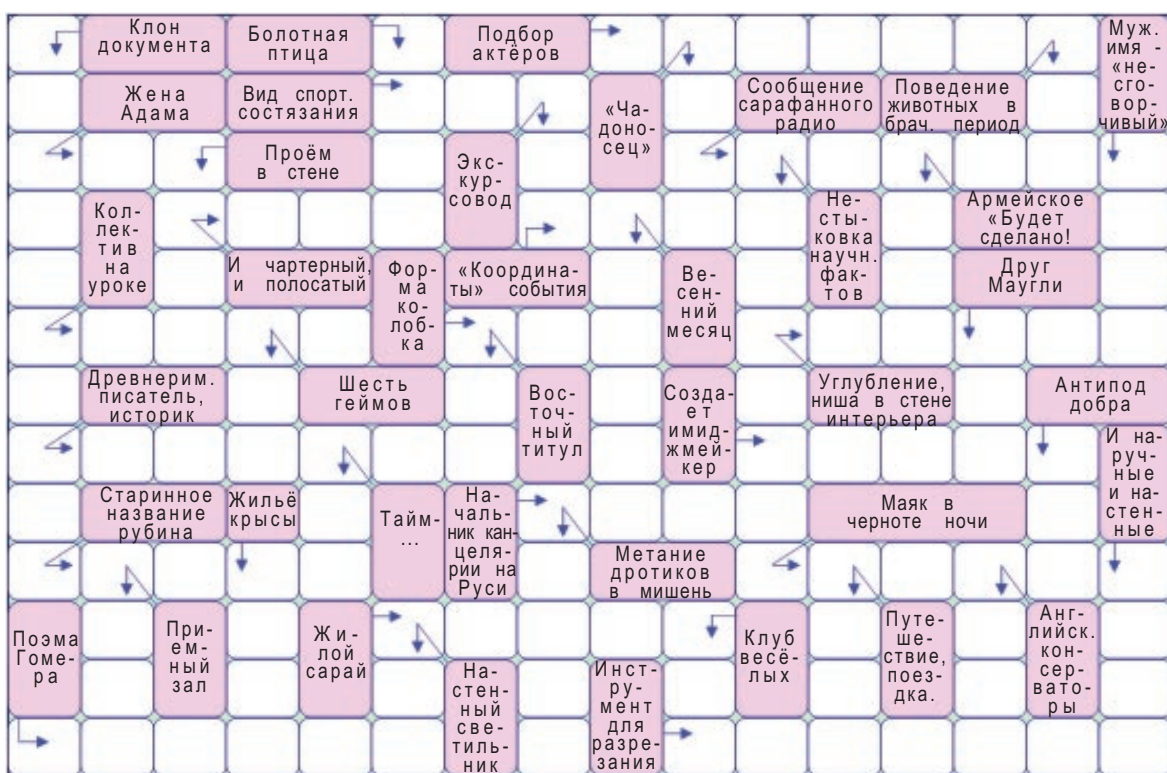 Клон
документа
Болотная
птица
Подбор
актёров
Муж.
имя -
«не-
сго-
вор-
чивый»
Жена
Адама
Вид спорт.
состязания
«Ча-
доно-
сец»
Сообщение
сарафанного
радио
Поведение
животных в
брач. период
Проём
в стене
Экс-
кур-
совод
Кол-
лек-
тив
на
уроке
Не-
сты-
ковка
научн.
фак-
тов
Армейское
«Будет
сделано!
И чартерный,
и полосатый
Фор-
ма
ко-
лоб-
ка
«Координа-
ты» события
Ве-
сен-
ний
месяц
Друг
Маугли
Древнерим.
писатель,
историк
Шесть
геймов
Вос-
точ-
ный
титул
Созда-
ет
имид-
жмей-
кер
Углубление,
ниша в стене
интерьера
Антипод
добра
И на-
руч-
ные
и на-
стен-
ные
Старинное
название
рубина
Жильё
крысы
Тайм-
...
На-
чаль-
ник кан-
целя-
рии на
Руси
Маяк в
черноте ночи
Метание
дротиков
в мишень
Поэма
Гоме-
ра
При-
ем-
ный
зал
Жи-
лой
сарай
Клуб
весё-
лых
Путе-
ше-
ствие,
поез-
дка.
Анг-
лийск.
кон-
сер-
вато-
ры
На-
стен-
ный
све-
тиль-
ник
Инст-
ру-
мент
для
разре-
зания